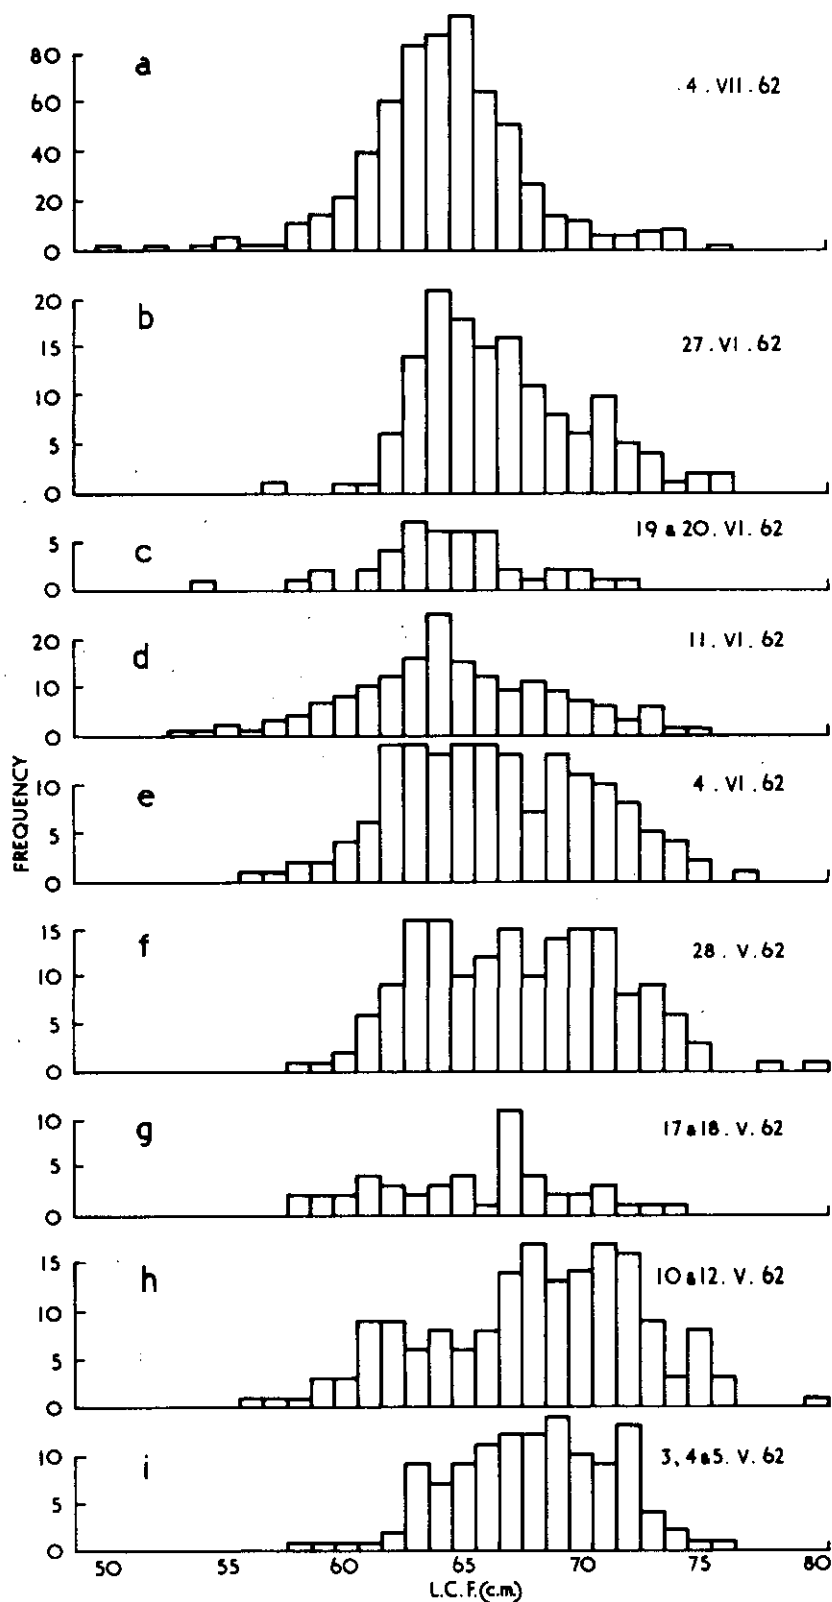 a
4.VII.62
80
60
40
20
0
b
27.VI.62
20
15
10
5
0
c
19 & 20.VI.62
5
0
d
11.VI.62
20
10
0
e
4.VI.62
10
5
0
FREQUENCY
f
28.V.62
15
10
5
0
g
17&18.V.62
10
5
0
h
10&12.V.62
15
10
5
0
i
3,4&5.V.62
10
5
0
50 55 60 65 70 75 80
L.C.F.(c.m.)